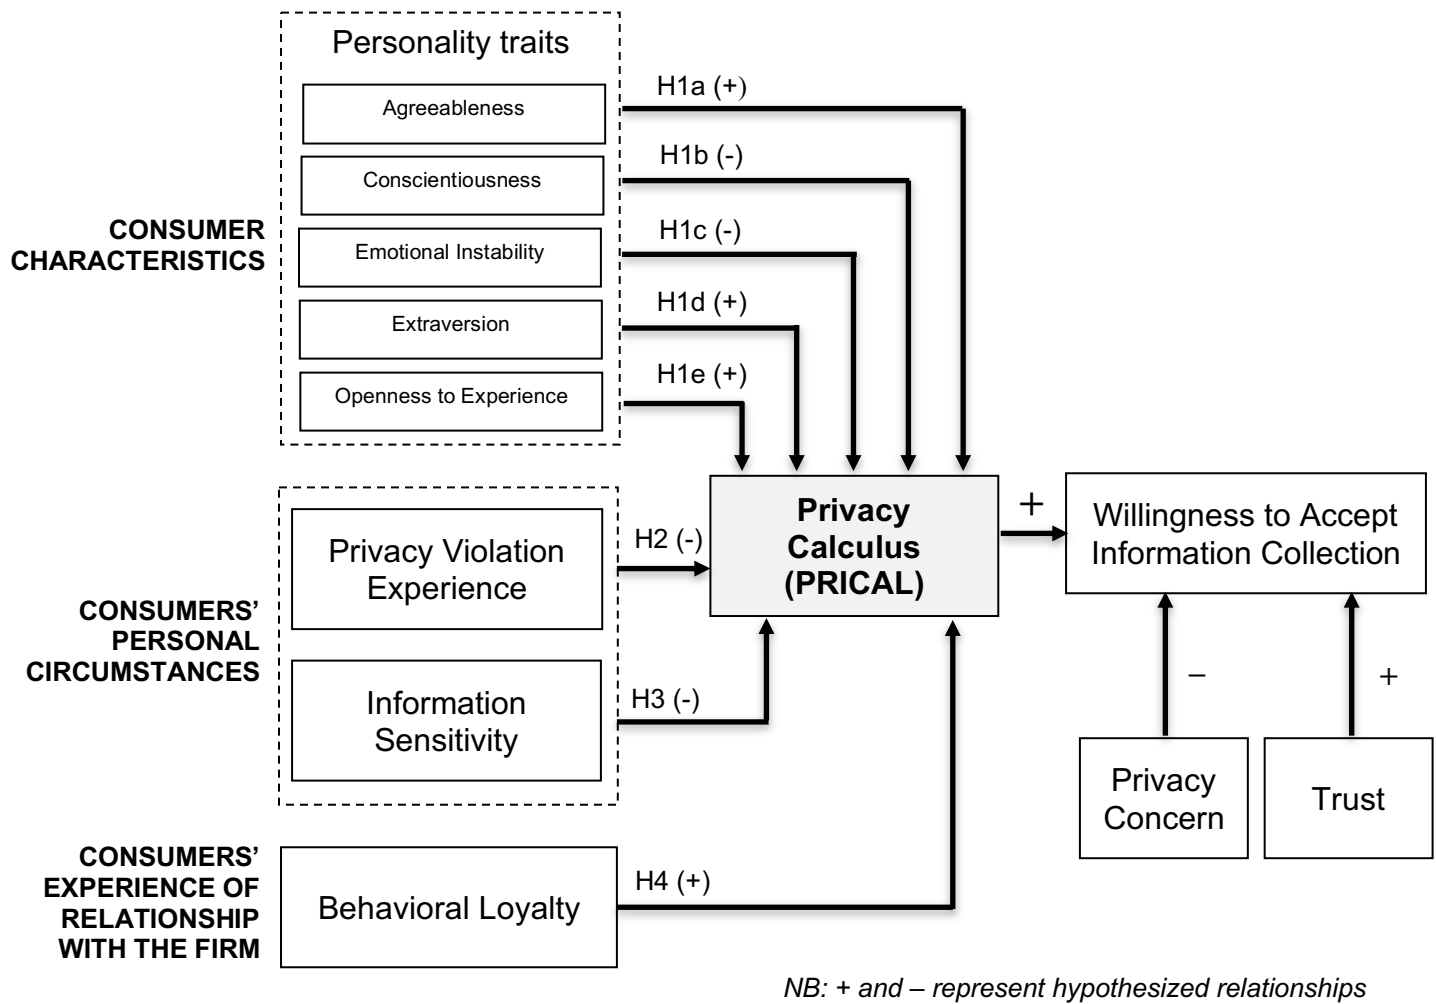 Personality traits
Agreeableness
Conscientiousness
Emotional Instability
Extraversion
Openness to Experience
H1a (+)
H1b (-)
H1c (-)
H1d (+)
H1e (+)
CONSUMER
CHARACTERISTICS
Privacy Violation
Experience
Information
Sensitivity
H2 (-)
H3 (-)
CONSUMERS’
PERSONAL
CIRCUMSTANCES
Privacy
Calculus
(PRICAL)
+
Willingness to Accept
Information Collection
–
+
Privacy
Concern
Trust
CONSUMERS’
EXPERIENCE OF
RELATIONSHIP
WITH THE FIRM
Behavioral Loyalty
H4 (+)
NB: + and – represent hypothesized relationships